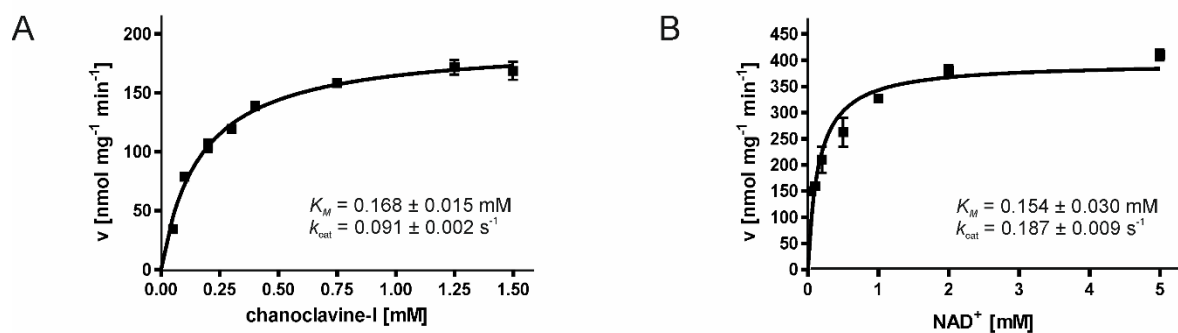 A
v [nmol mg⁻¹ min⁻¹]
200
150
100
50
0
K_M = 0.168 ± 0.015 mM
k_cat = 0.091 ± 0.002 s⁻¹
0.00 0.25 0.50 0.75 1.00 1.25 1.50
chanoclavine-I [mM]
B
v [nmol mg⁻¹ min⁻¹]
450
400
350
300
250
200
150
100
50
0
K_M = 0.154 ± 0.030 mM
k_cat = 0.187 ± 0.009 s⁻¹
0 1 2 3 4 5
NAD⁺ [mM]